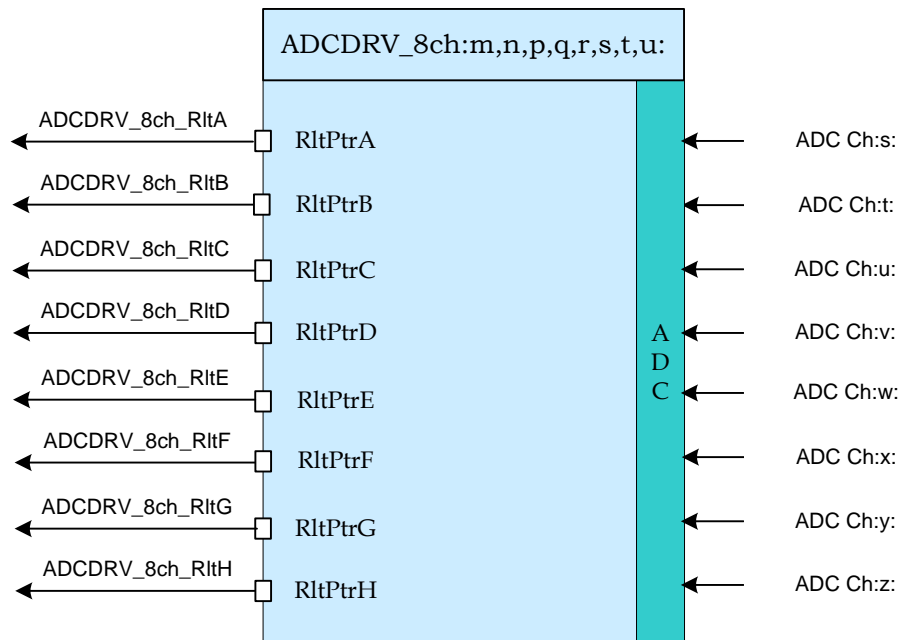 ADCDRV_8ch:m,n,p,q,r,s,t,u:
ADCDRV_8ch_RltA
RltPtrA
ADC Ch:s:
ADCDRV_8ch_RltB
RltPtrB
ADC Ch:t:
ADCDRV_8ch_RltC
RltPtrC
ADC Ch:u:
ADCDRV_8ch_RltD
RltPtrD
A
D
C
ADC Ch:v:
ADCDRV_8ch_RltE
RltPtrE
ADC Ch:w:
ADCDRV_8ch_RltF
RltPtrF
ADC Ch:x:
ADCDRV_8ch_RltG
RltPtrG
ADC Ch:y:
ADCDRV_8ch_RltH
RltPtrH
ADC Ch:z: